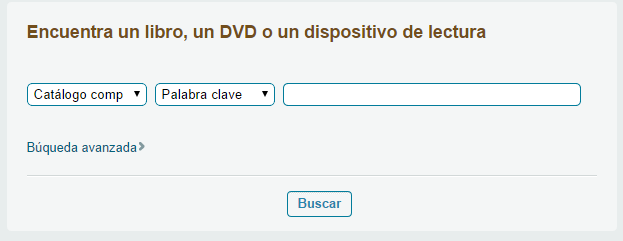 Encuentra un libro, un DVD o un dispositivo de lectura
Catálogo comp Palabra clave
Búqueda avanzada
Buscar